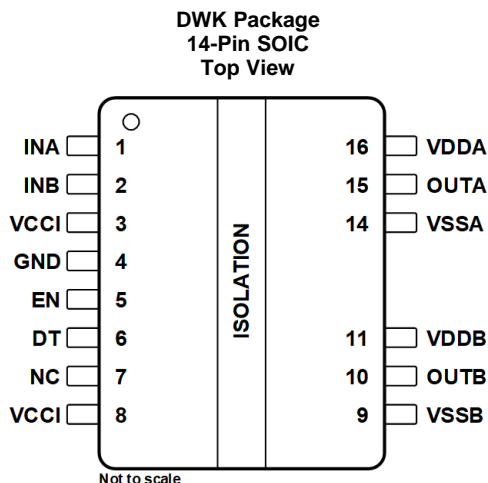 DWK Package
14-Pin SOIC
Top View
INA 1 16 VDDA
INB 2 15 OUTA
VCCI 3 14 VSSA
GND 4
EN 5
ISOLATION
DT 6 11 VDDB
NC 7 10 OUTB
VCCI 8 9 VSSB
Not to scale